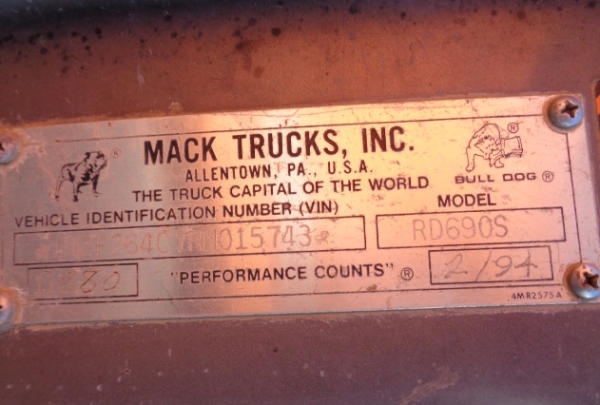 MACK TRUCKS, INC.
ALLENTOWN, PA., U.S.A.
THE TRUCK CAPITAL OF THE WORLD
BULL DOG ®
VEHICLE IDENTIFICATION NUMBER (VIN)
MODEL
RD690S
"PERFORMANCE COUNTS" ®
2/94
4MR2575A